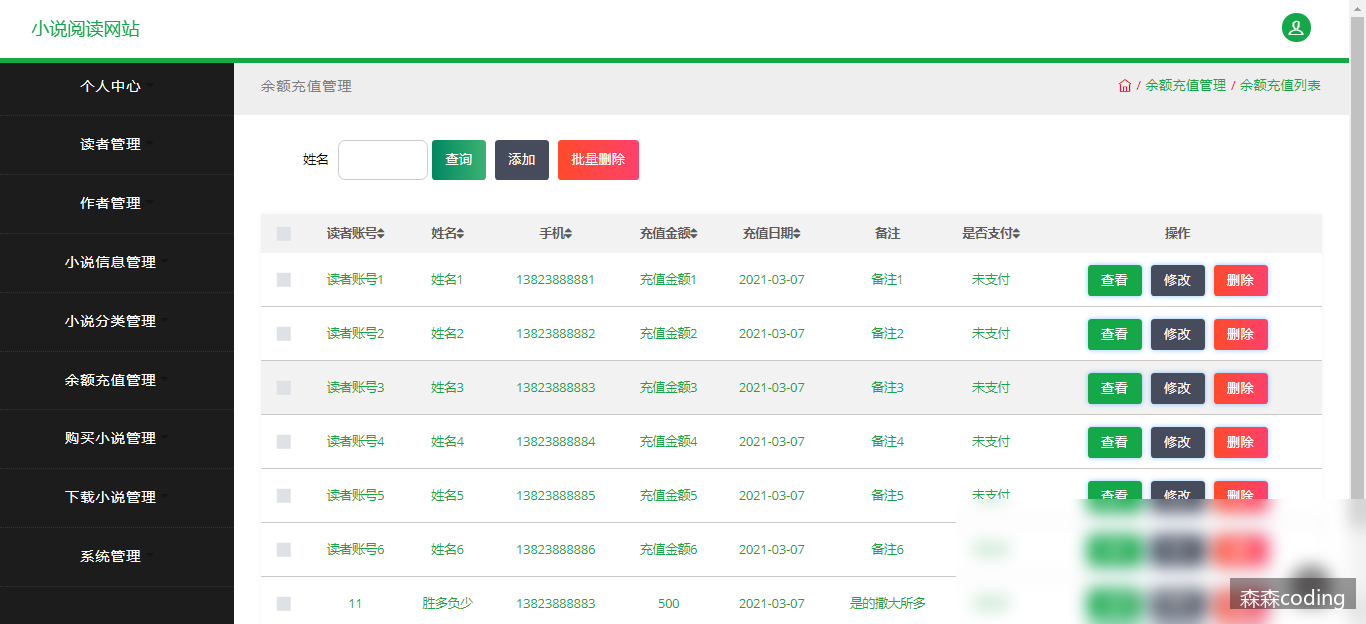 小说阅读网站
个人中心
读者管理
作者管理
小说信息管理
小说分类管理
余额充值管理
购买小说管理
下载小说管理
系统管理
余额充值管理
/ 余额充值管理 / 余额充值列表
姓名 查询 添加 批量删除
读者账号 姓名 手机 充值金额 充值日期 备注 是否支付 操作
读者账号1 姓名1 13823888881 充值金额1 2021-03-07 备注1 未支付 查看 修改 删除
读者账号2 姓名2 13823888882 充值金额2 2021-03-07 备注2 未支付 查看 修改 删除
读者账号3 姓名3 13823888883 充值金额3 2021-03-07 备注3 未支付 查看 修改 删除
读者账号4 姓名4 13823888884 充值金额4 2021-03-07 备注4 未支付 查看 修改 删除
读者账号5 姓名5 13823888885 充值金额5 2021-03-07 备注5 未支付 查看 修改 删除
读者账号6 姓名6 13823888886 充值金额6 2021-03-07 备注6
11 胜多负少 13823888883 500 2021-03-07 是的撒大所多
森森coding